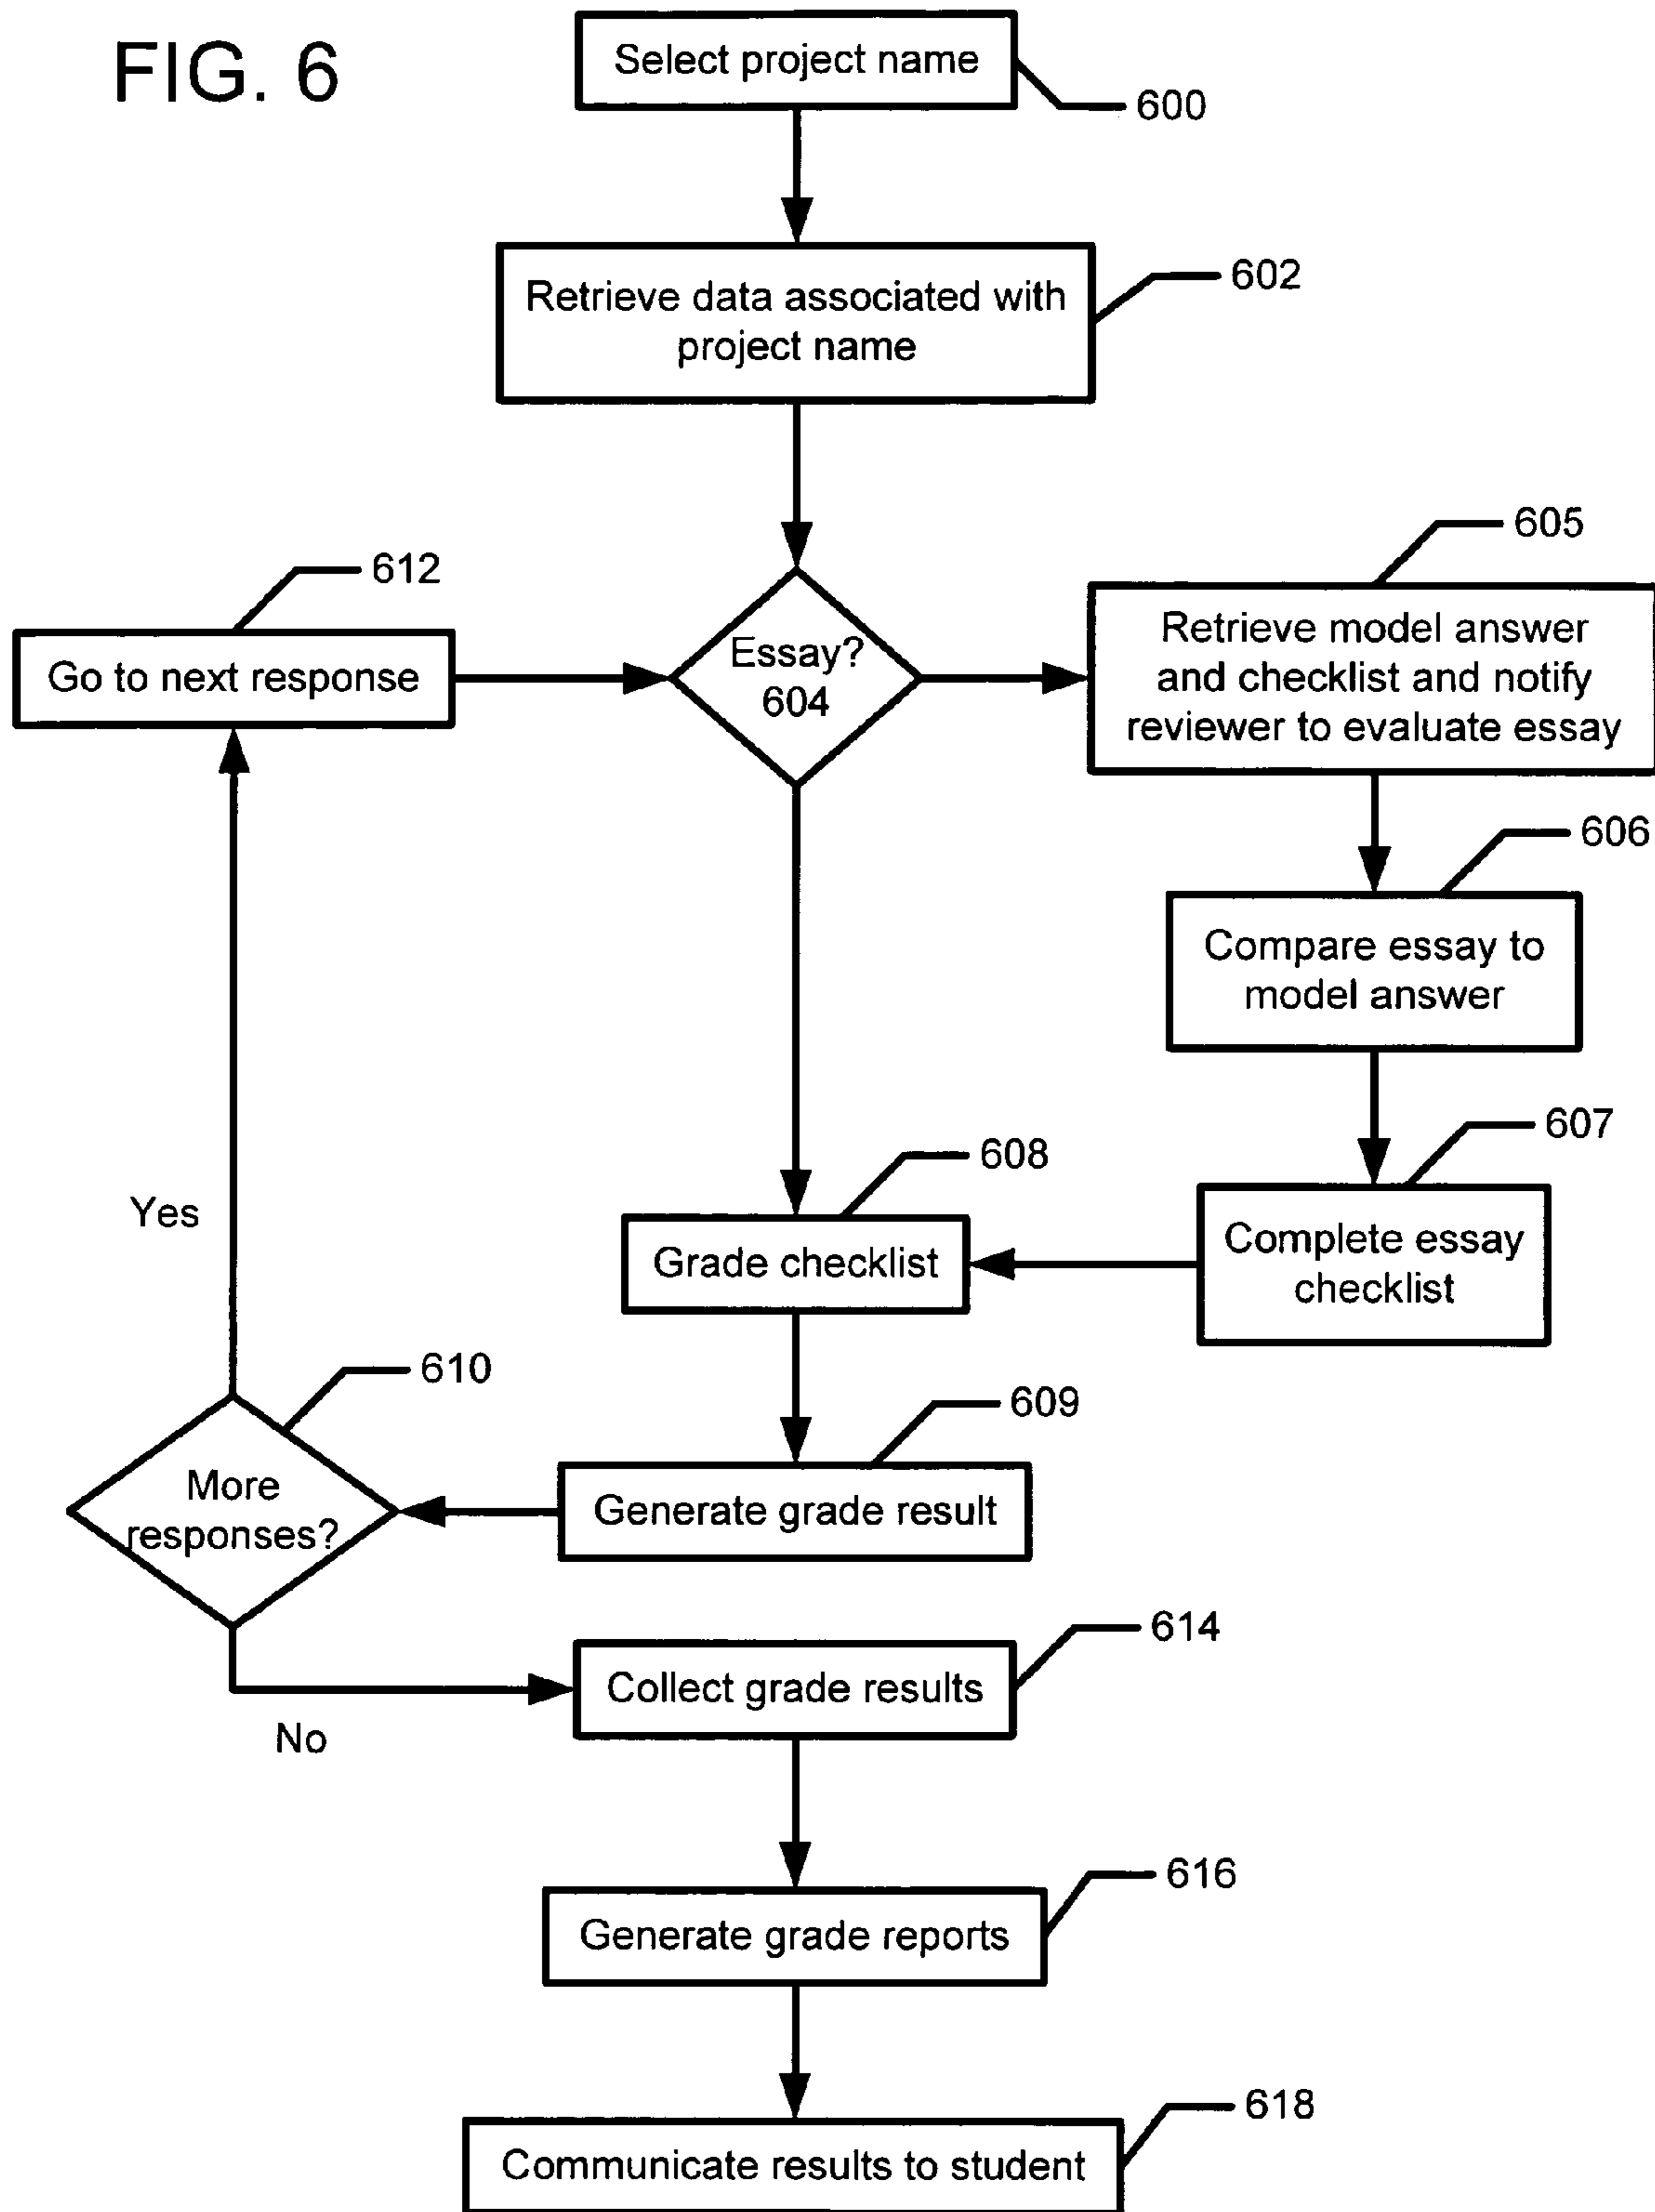 FIG. 6
Select project name
600
Retrieve data associated with
project name
602
612
Go to next response
Essay?
604
605
Retrieve model answer
and checklist and notify
reviewer to evaluate essay
606
Compare essay to
model answer
607
Complete essay
checklist
608
Grade checklist
Yes
610
More
responses?
609
Generate grade result
No
614
Collect grade results
616
Generate grade reports
618
Communicate results to student